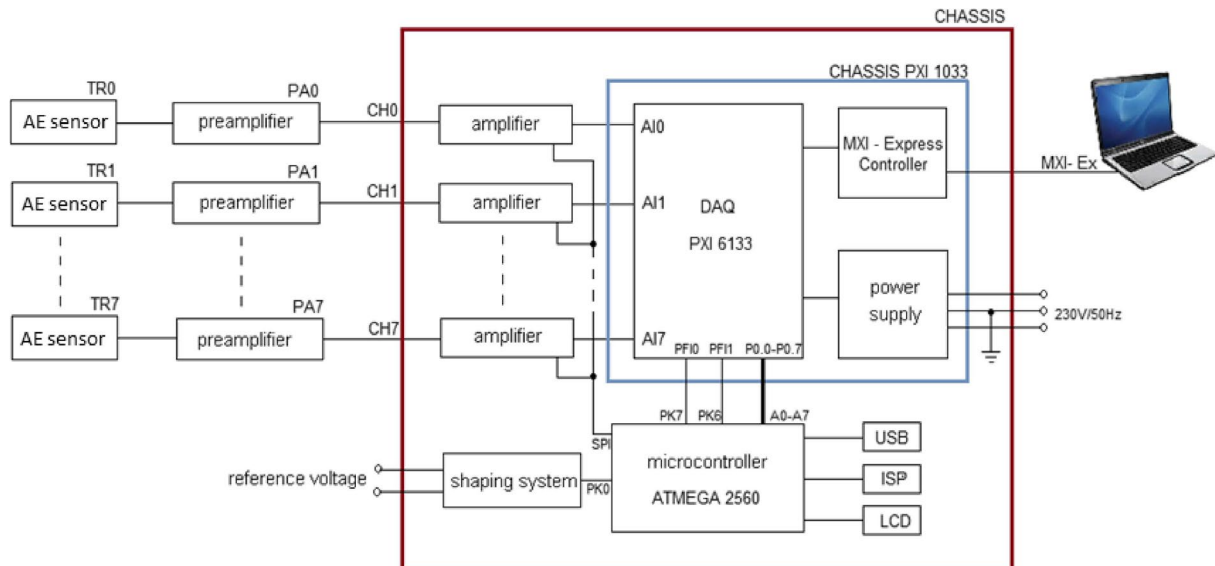 CHASSIS
CHASSIS PXI 1033
TR0
PA0
CH0
AE sensor
preamplifier
amplifier
AI0
MXI - Express
Controller
MXI- Ex
TR1
PA1
CH1
AE sensor
preamplifier
amplifier
AI1
DAQ
PXI 6133
power
supply
230V/50Hz
TR7
PA7
CH7
AE sensor
preamplifier
amplifier
AI7
PFI0
PFI1
P0.0-P0.7
PK7
PK6
A0-A7
SPI
microcontroller
ATMEGA 2560
USB
ISP
LCD
reference voltage
shaping system
PK0